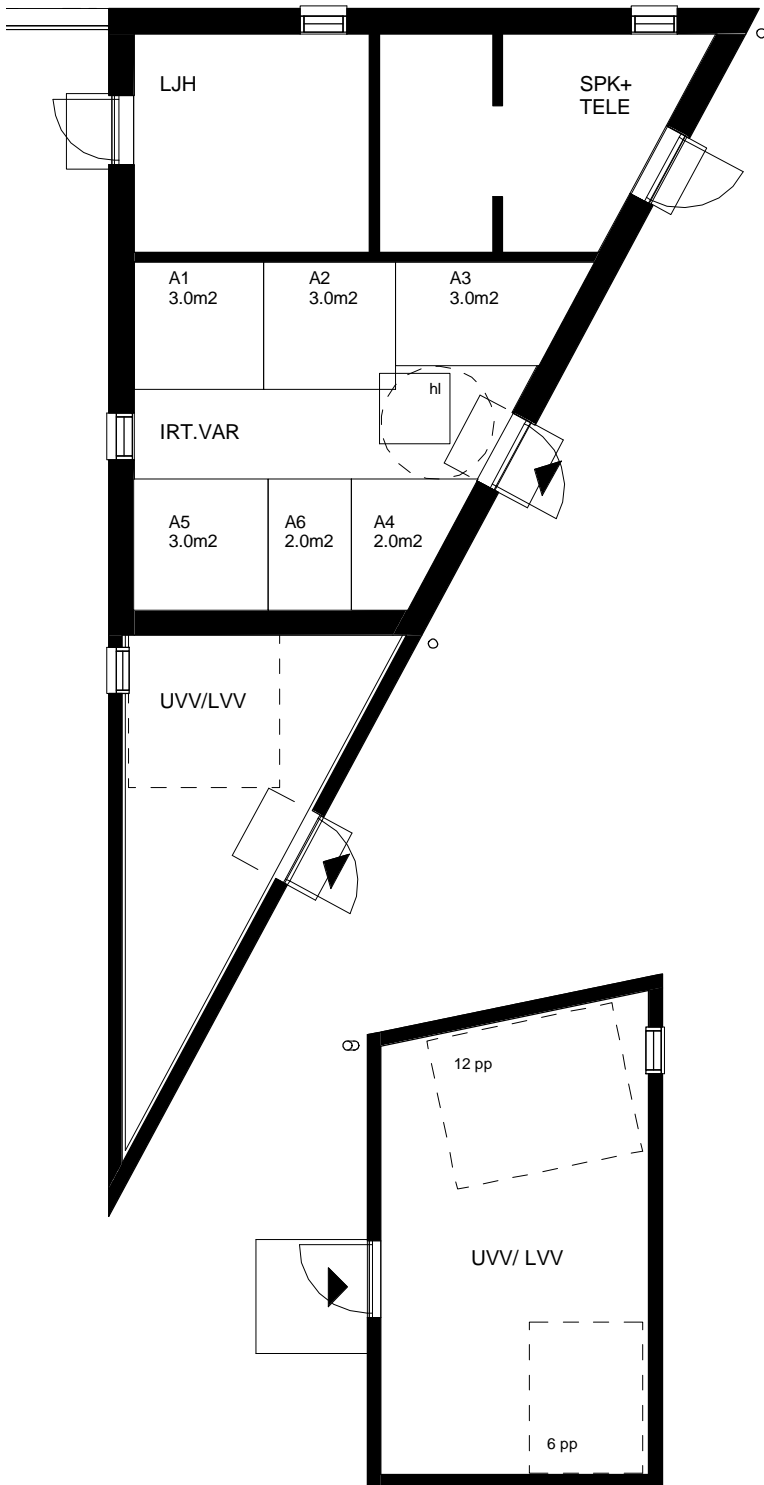 LJH
SPK+
TELE
A1
3.0m2
A2
3.0m2
A3
3.0m2
hl
IRT.VAR
A5
3.0m2
A6
2.0m2
A4
2.0m2
UVV/LVV
12 pp
UVV/ LVV
6 pp